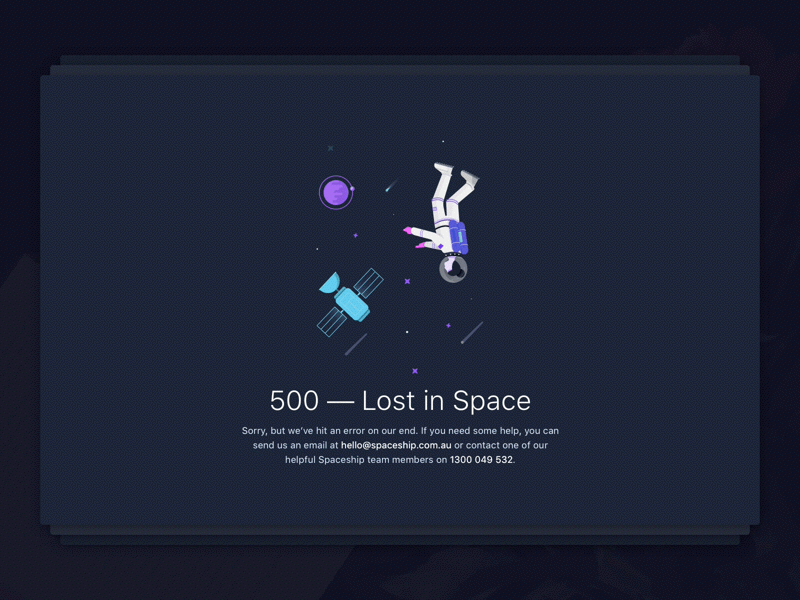 500 — Lost in Space
Sorry, but we've hit an error on our end. If you need some help, you can
send us an email at hello@spaceship.com.au or contact one of our
helpful Spaceship team members on 1300 049 532.